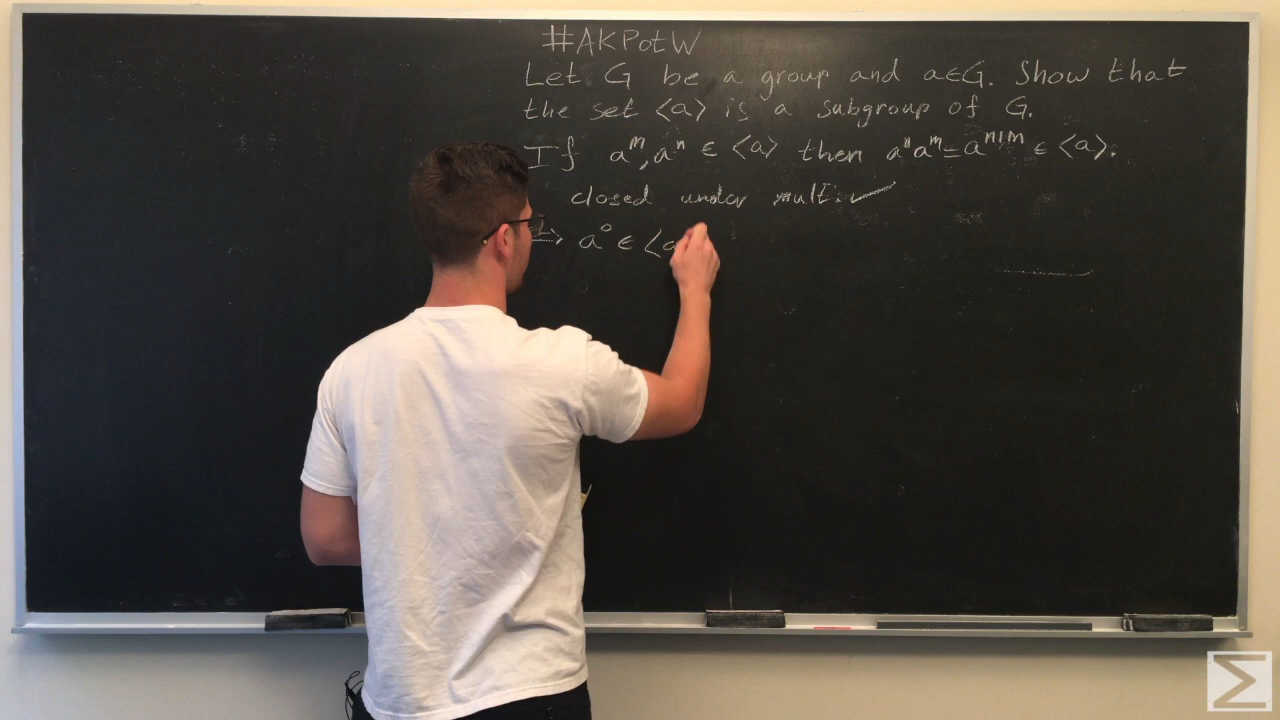 #AKPotW
Let G be a group and a∈G. Show that
the set ⟨a⟩ is a subgroup of G.
If aᵐ, aⁿ ∈ ⟨a⟩ then aⁿaᵐ = aⁿ⁺ᵐ ∈ ⟨a⟩.
closed under mult. ✓
⇒ a⁰ ∈ ⟨a
Σ